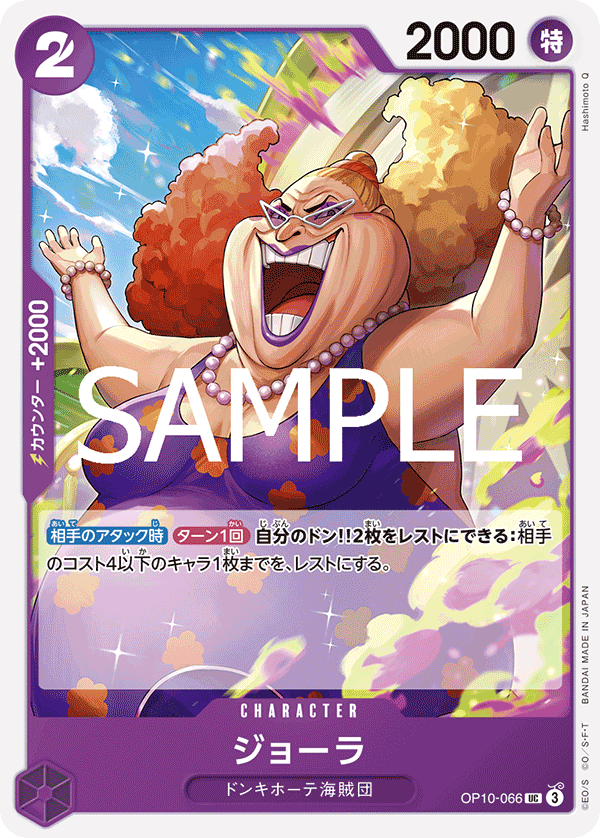 2
2000
特
Hashimoto Q
カウンター +2000
SAMPLE
相手のアタック時 ターン1回 自分のドン!!2枚をレストにできる:相手
のコスト4以下のキャラ1枚までを、レストにする。
CHARACTER
ジョーラ
ドンキホーテ海賊団
OP10-066 UC 3
©E.O/S ©O/S·F·T BANDAI MADE IN JAPAN